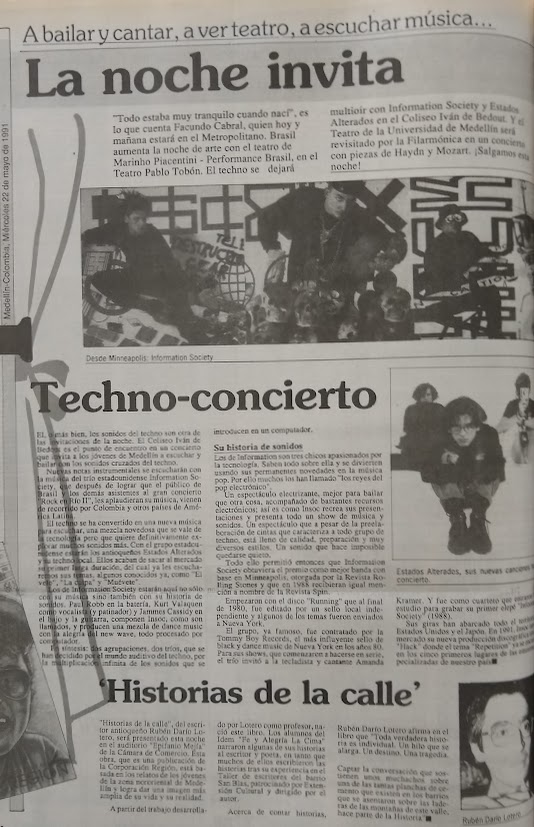 A bailar y cantar, a ver teatro, a escuchar música...
La noche invita
"Todo estaba muy tranquilo cuando nací", es
lo que cuenta Facundo Cabral, quien hoy y
mañana estará en el Metropolitano. Brasil
aumenta la noche de arte con el teatro de
Marinho Piacentini - Performance Brasil, en el
Teatro Pablo Tobón. El techno se dejará
multioir con Information Society y Estados
Alterados en el Coliseo Iván de Bedout. Y el
Teatro de la Universidad de Medellín será
revisitado por la Filarmónica en un concierto
con piezas de Haydn y Mozart. ¡Salgamos esta
noche!
Medellín-Colombia, Miércoles 22 de mayo de 1991
Desde Minneapolis: Information Society
Techno-concierto
El, o más bien, los sonidos del techno son otra de
las invitaciones de la noche. El Coliseo Iván de
Bedout es el punto de encuentro en un concierto
que invita a los jóvenes de Medellín a escuchar y
bailar con los sonidos cruzados del techno.
Nuevas notas instrumentales se escucharán con
la música del trío estadounidense Information Society,
que después de lograr que el público de
Brasil y los demás asistentes al gran concierto
"Rock en Río II", les aplaudieran su música, vienen
de recorrido por Colombia y otros países de América
Latina.
El techno se ha convertido en una nueva música
para escuchar, una mezcla novedosa que se vale de
la tecnología pero que quiere definitivamente explorar
muchos sonidos más. Con el grupo estadounidense
estarán los antioqueños Estados Alterados
y su techno local. Ellos acaban de sacar al mercado
su primer larga duración, del cual ya les escucharemos
sus temas, algunos conocidos ya, como "El
velo", "La copa" y "Muévete".
Los de Information Society estarán aquí no sólo
con su música sino también con su historia de
sonidos. Paul Robb en la batería, Kurt Valaquen
como vocalista (y patinador) y Jammes Cassioy en
el bajo y la guitarra, componen Insoc, como son
llamados, y producen una mezcla de dance music
con la alegría del new wave, todo procesado por
computador.
En síntesis: dos agrupaciones, dos tríos, que se
han decidido por el mundo auditivo del techno, por
la multiplicación infinita de los sonidos que se
introducen en un computador.
Su historia de sonidos
Los de Information son tres chicos apasionados por
la tecnología. Saben todo sobre ella y se divierten
usando sus permanentes novedades en la música
pop. Por ello muchos los han llamado "los reyes del
pop electrónico".
Un espectáculo electrizante, mejor para bailar
que otra cosa, acompañado de bastantes recursos
electrónicos; así es como Insoc recrea sus presentaciones
y presenta todo un show de música y
sonidos. Un espectáculo que a pesar de la preelaboración
de cintas que caracteriza a todo grupo de
techno, está lleno de calidad, preparación y muy
diversos estilos. Un sonido que hace imposible
quedarse quieto.
Todo ello permitió entonces que Information
Society obtuviera el premio como mejor banda con
base en Minneapolis, otorgada por la Revista Rolling
Sones y que en 1988 recibieran igual mención
a nombre de la Revista Spin.
Empezaron con el disco "Running" que al final
de 1980, fue editado por un sello local independiente
y algunos de los temas fueron enviados
a Nueva York.
El grupo, ya famoso, fue contratado por la
Tommy Boy Records, el más influyente sello de
black y dance music de Nueva York en los años 80.
Para sus shows, que comenzaron a hacerse en serio,
el trío invitó a la tecladista y cantante Amanda
Estados Alterados, sus nuevas canciones
concierto.
Kramer. Y fue como cuarteto que
estudio para grabar su primer elepé
Society" (1988).
Sus giras han abarcado todo el
Estados Unidos y el Japón. En 1991,
mercado su nueva producción discográfica
"Hack" donde el tema "Repetition" ya
en los cinco primeros lugares de las
pecializadas de nuestro país
'Historias de la calle'
"Historias de la calle", del escritor
antioqueño Rubén Darío Lotero,
será presentado esta noche
en el auditorio "Epifanio Mejía"
de la Cámara de Comercio. Esta
obra, que es una publicación de
la Corporación Región, está basada
en los relatos de los jóvenes
de la zona nororiental de Medellín
y logra dar una imagen más
amplia de su vida y su realidad.
A partir del trabajo desarrollado
por Lotero como profesor, nació
este libro. Los alumnos del
Idem "Fe y Alegría La Cima"
narraron algunas de sus historias
al escritor y poeta, en tanto que
muchos de ellos escribieron las
historias tras su experiencia en el
Taller de escritores del barrio
San Blas, patrocinado por Extensión
Cultural y dirigido por el
autor.
Acerca de contar historias,
Rubén Darío Lotero afirma en el
libro que "Toda verdadera historia
es individual. Un hilo que se
alarga. Un destino. Una tragedia.
Captar la conversación que sostienen
unos muchachos sobre
una de las tantas planchas de cemento
que existen en los barrios
que se asentaron sobre las laderas
de las montañas de este valle,
hace parte de la Historia"
Rubén Darío Lotero